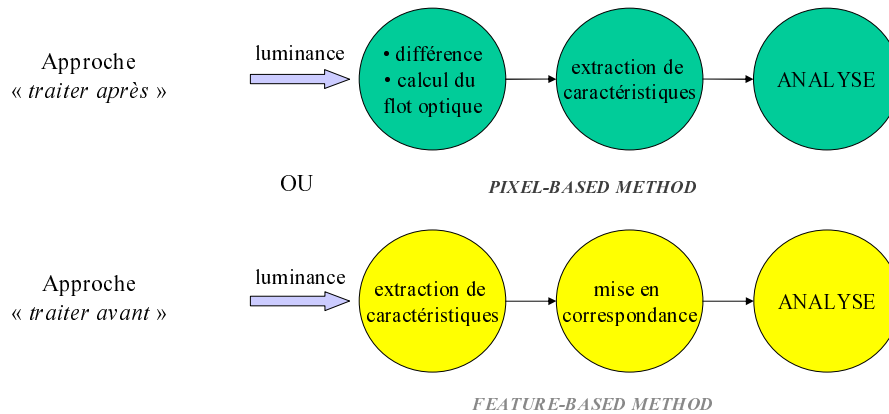 Approche
« traiter après »
luminance
• différence
• calcul du
flot optique
extraction de
caractéristiques
ANALYSE
OU
PIXEL-BASED METHOD
Approche
« traiter avant »
luminance
extraction de
caractéristiques
mise en
correspondance
ANALYSE
FEATURE-BASED METHOD